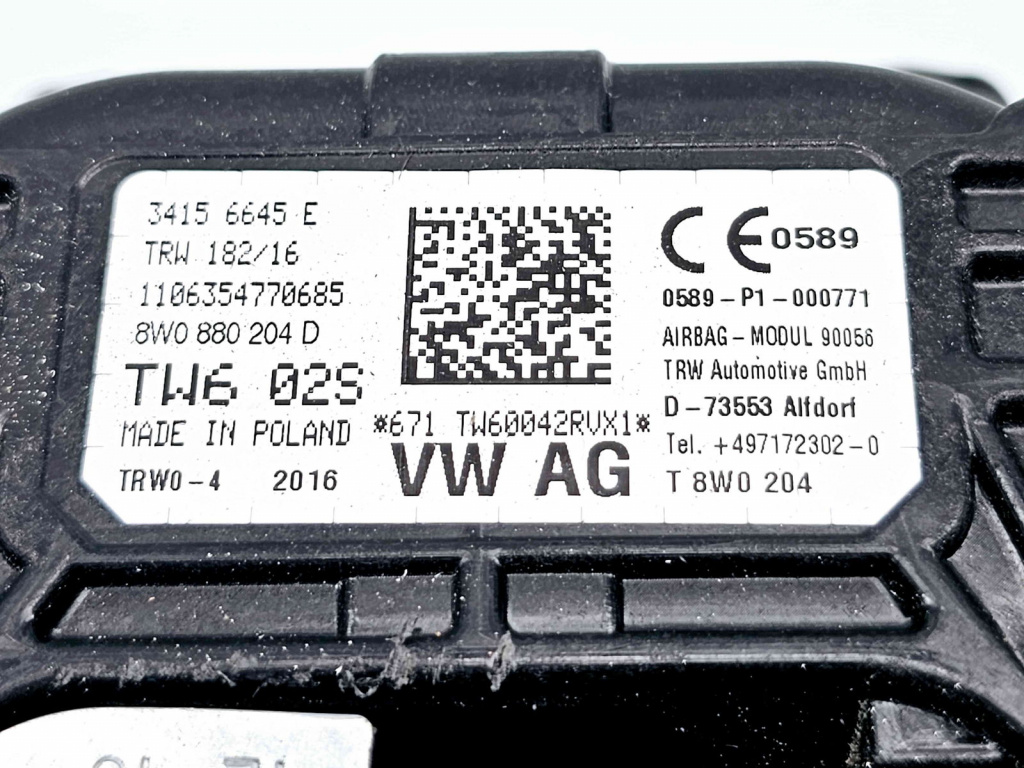 3415 6645 E
TRW 182/16
1106354770685
8W0 880 204 D
TW6 02S
MADE IN POLAND
TRW0-4 2016
*671 TW60042RVX1*
VW AG
CE 0589
0589-P1-000771
AIRBAG-MODUL 90056
TRW Automotive GmbH
D-73553 Alfdorf
Tel. +497172302-0
T 8W0 204